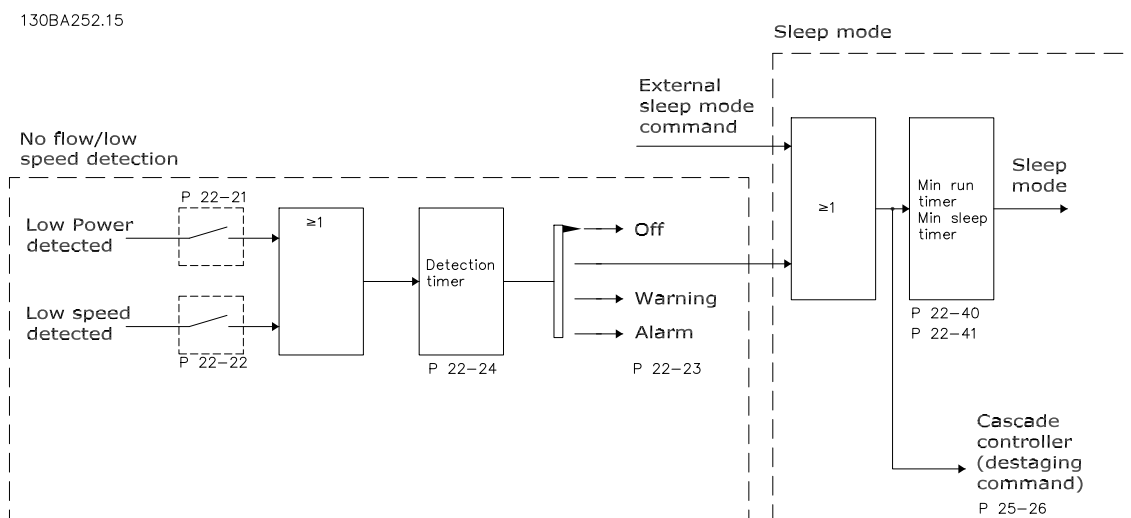 130BA252.15
Sleep mode
External
sleep mode
command
No flow/low
speed detection
P 22-21
Low Power
detected
≥1
Detection
timer
Off
Warning
Alarm
≥1
Min run
timer
Min sleep
timer
Sleep
mode
Low speed
detected
P 22-22
P 22-24
P 22-23
P 22-40
P 22-41
Cascade
controller
(destaging
command)
P 25-26